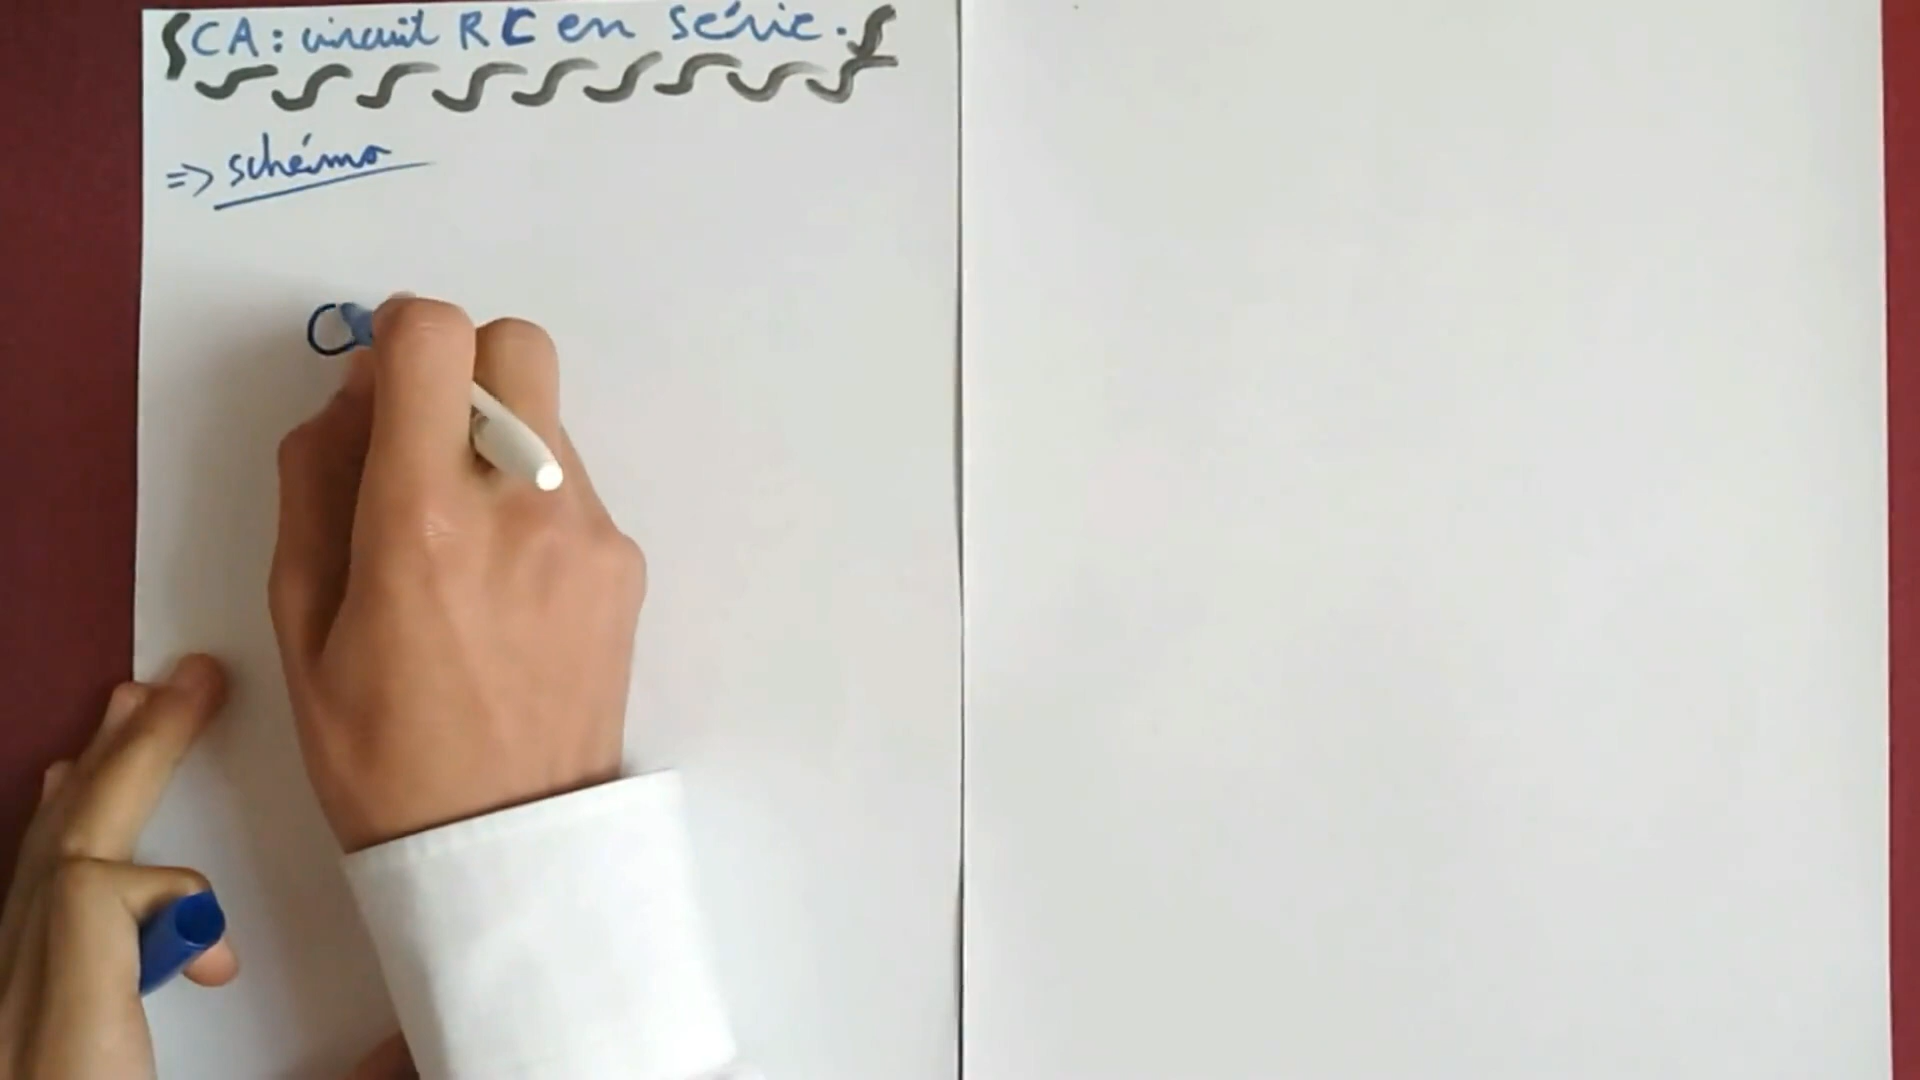 CA : circuit RC en série.
=> schéma